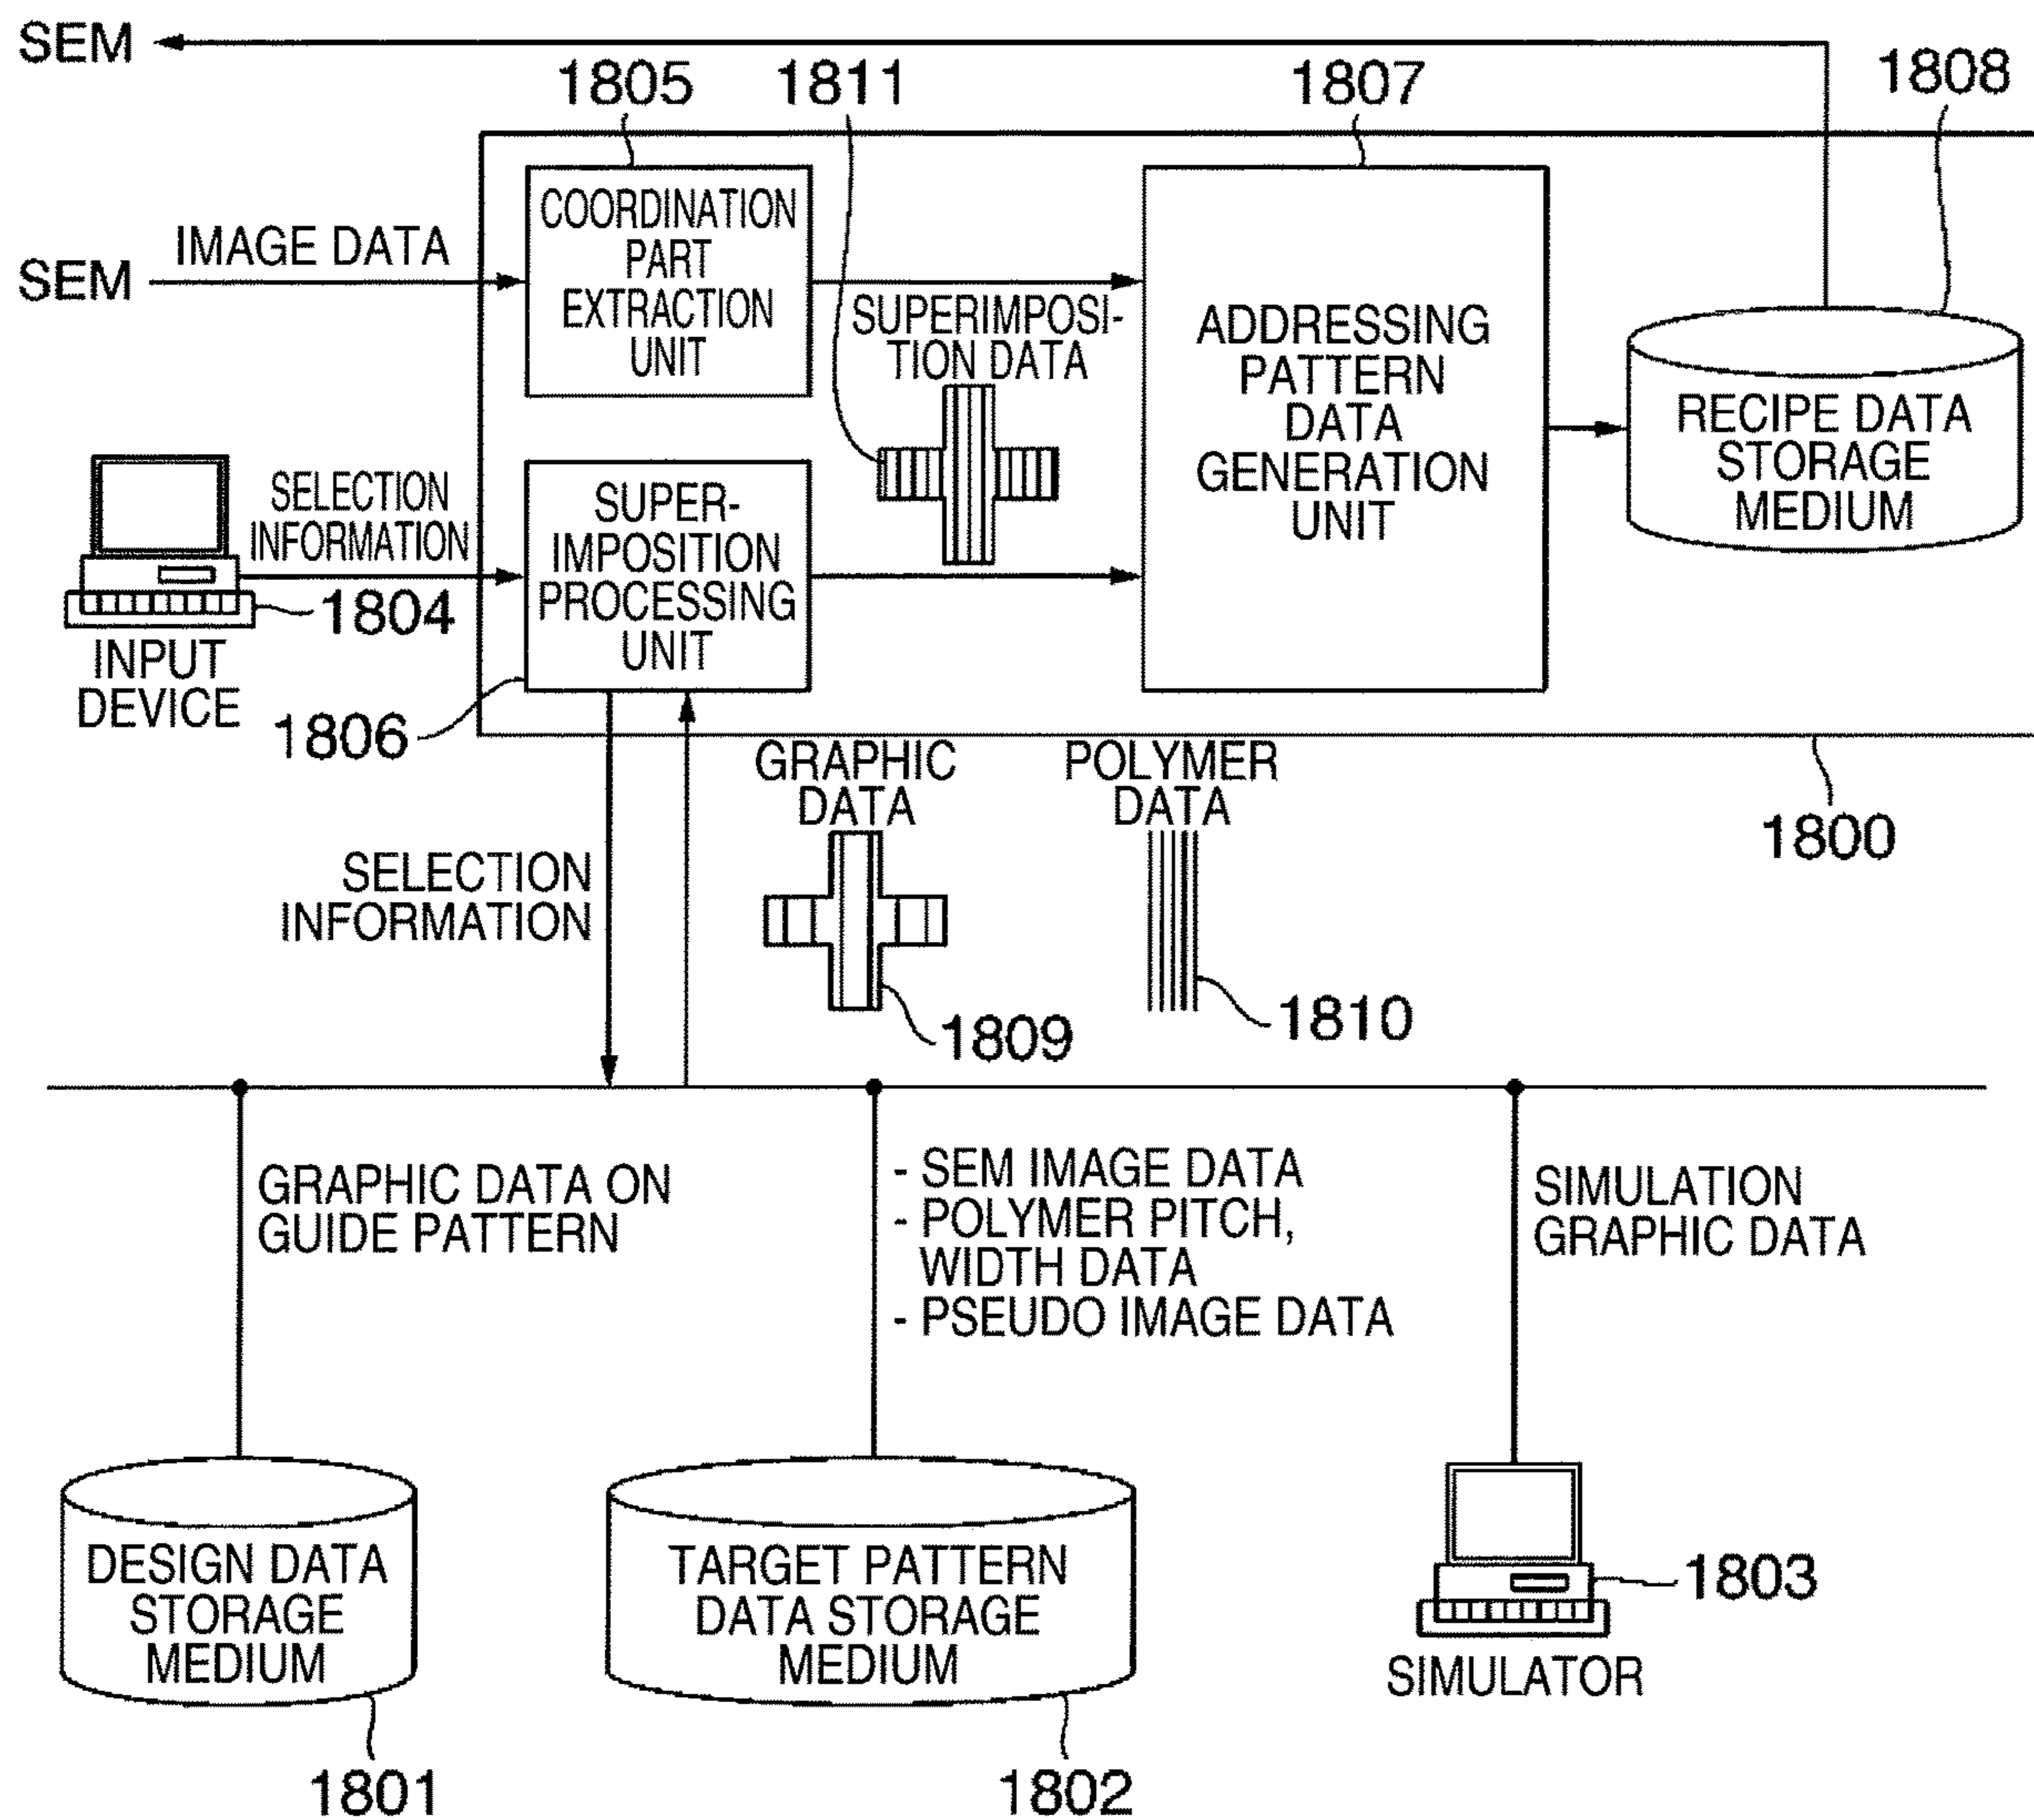 SEM
1805
1811
1807
1808
COORDINATION
PART
EXTRACTION
UNIT
IMAGE DATA
SEM
SUPERIMPOSI-
TION DATA
ADDRESSING
PATTERN
DATA
GENERATION
UNIT
RECIPE DATA
STORAGE
MEDIUM
SELECTION
INFORMATION
SUPER-
IMPOSITION
PROCESSING
UNIT
1804
INPUT
DEVICE
1806
GRAPHIC
DATA
POLYMER
DATA
1800
SELECTION
INFORMATION
1809
1810
GRAPHIC DATA ON
GUIDE PATTERN
- SEM IMAGE DATA
- POLYMER PITCH,
WIDTH DATA
- PSEUDO IMAGE DATA
SIMULATION
GRAPHIC DATA
DESIGN DATA
STORAGE
MEDIUM
TARGET PATTERN
DATA STORAGE
MEDIUM
1803
SIMULATOR
1801
1802